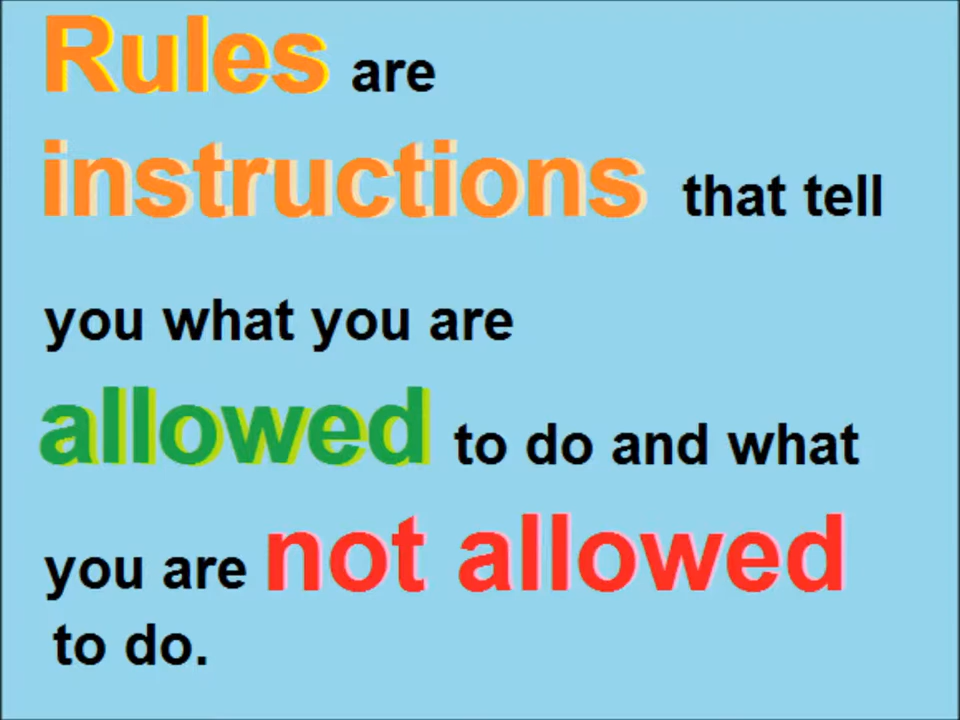 Rules are
instructions that tell
you what you are
allowed to do and what
you are not allowed
to do.